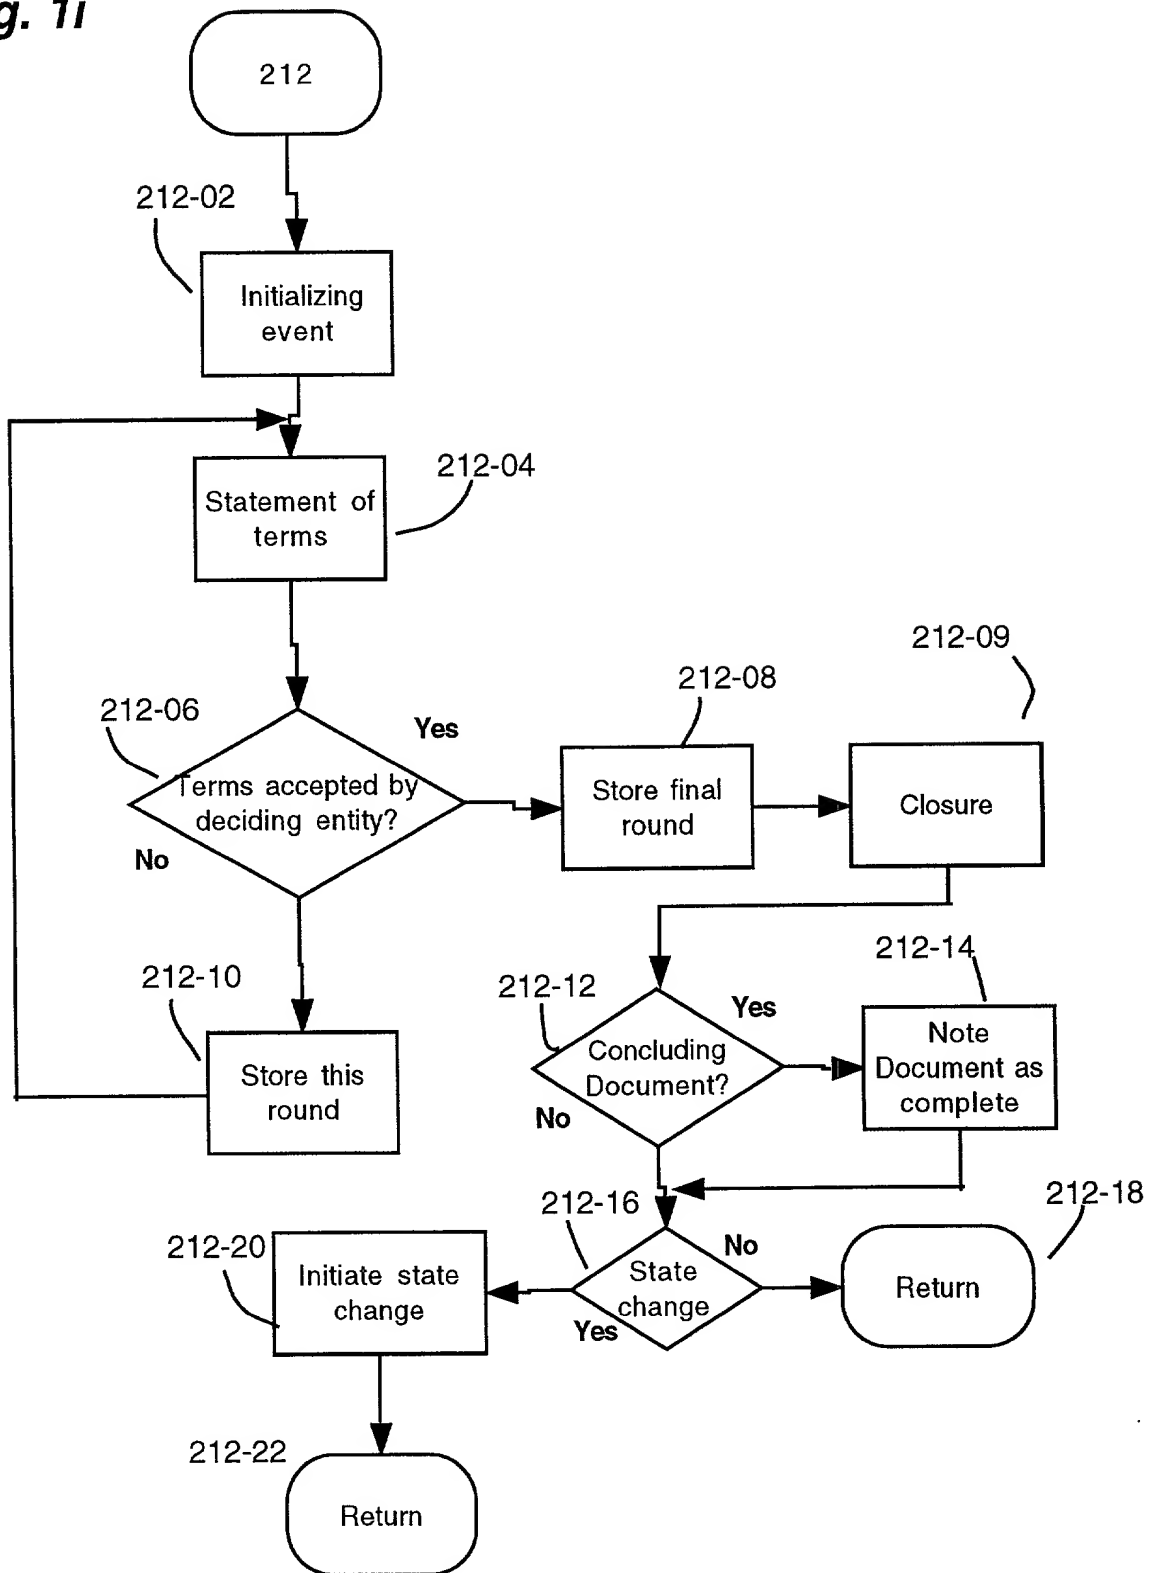 g. 1i
212
212-02
Initializing
event
212-04
Statement of
terms
212-09
212-08
212-06
Yes
Terms accepted by
deciding entity?
Store final
round
Closure
No
212-14
212-10
212-12
Yes
Store this
round
Concluding
Document?
Note
Document as
complete
No
212-18
212-16
212-20
No
Initiate state
change
State
change
Return
Yes
212-22
Return